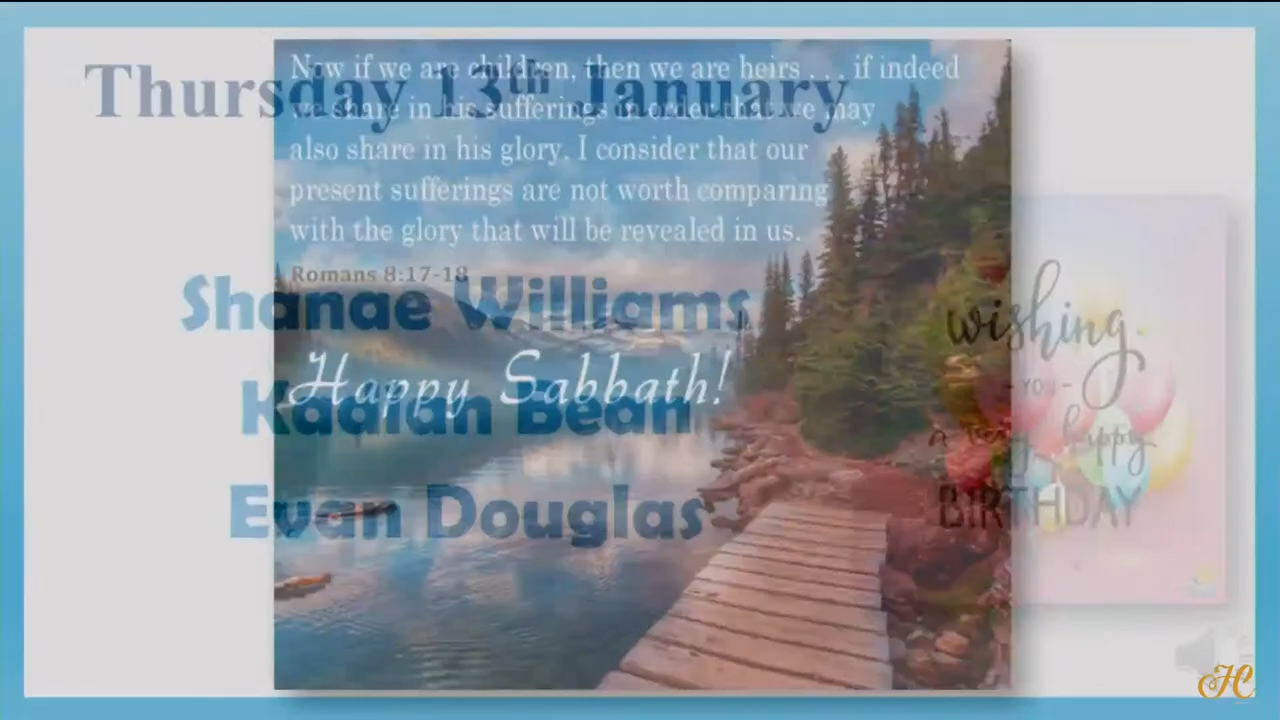 Thursday 13th January
Now if we are children, then we are heirs . . . if indeed
we share in his sufferings in order that we may
also share in his glory. I consider that our
present sufferings are not worth comparing
with the glory that will be revealed in us.
Romans 8:17-18
Happy Sabbath!
Shanae Williams
Bean
Evan Douglas
wishing
- YOU -
a very happy
BIRTHDAY
H